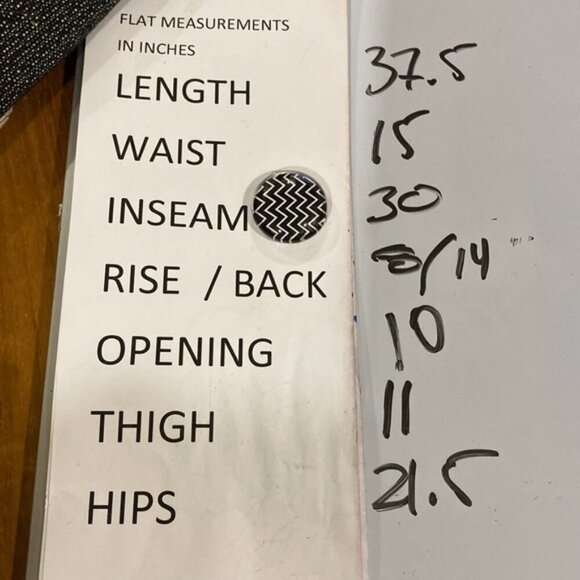 FLAT MEASUREMENTS
IN INCHES
LENGTH 37.5
WAIST 15
INSEAM 30
RISE / BACK /14
OPENING 10
THIGH 11
HIPS 21.5